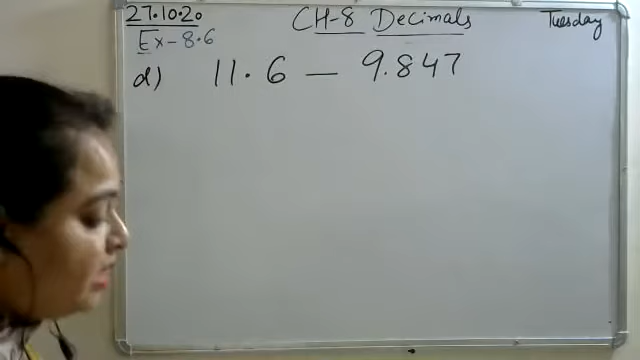 27.10.20 CH-8 Decimals Tuesday
Ex-8.6
d) 11.6 — 9.847